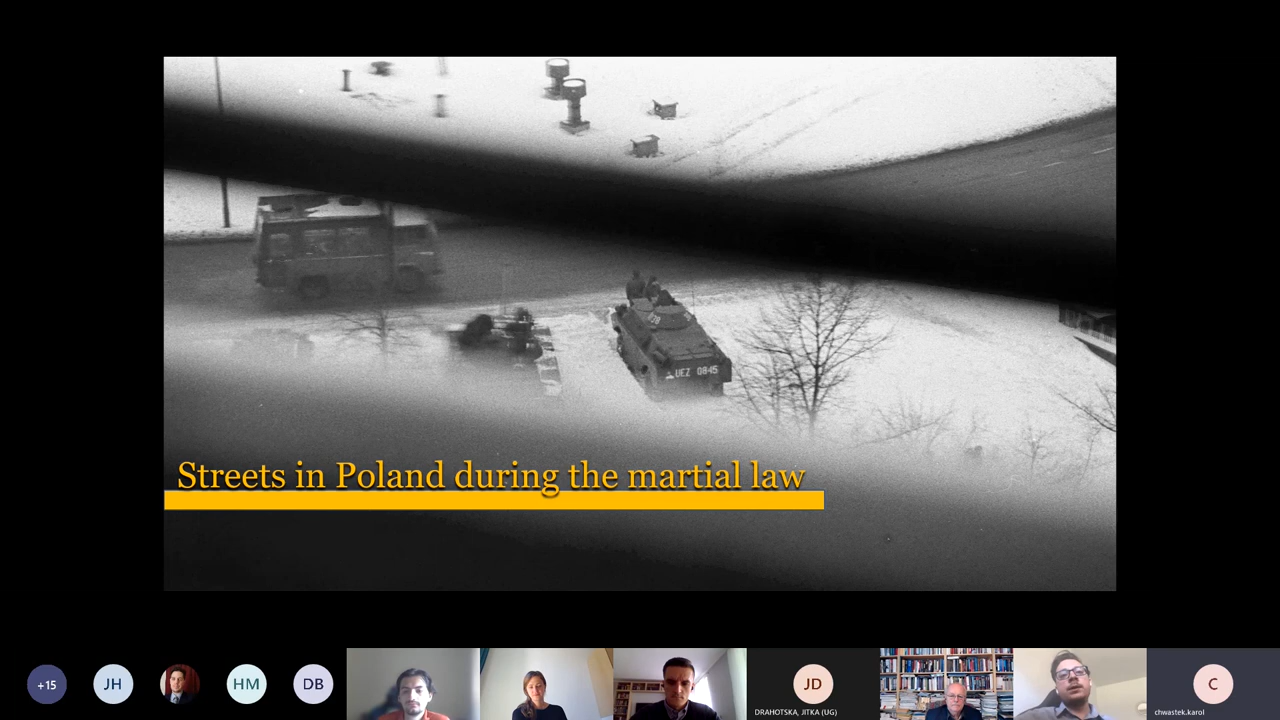 UEZ 0845
Streets in Poland during the martial law
+15
JH
HM
DB
JD
DRAHOTSKA, JITKA (UG)
C
chwastek.karol